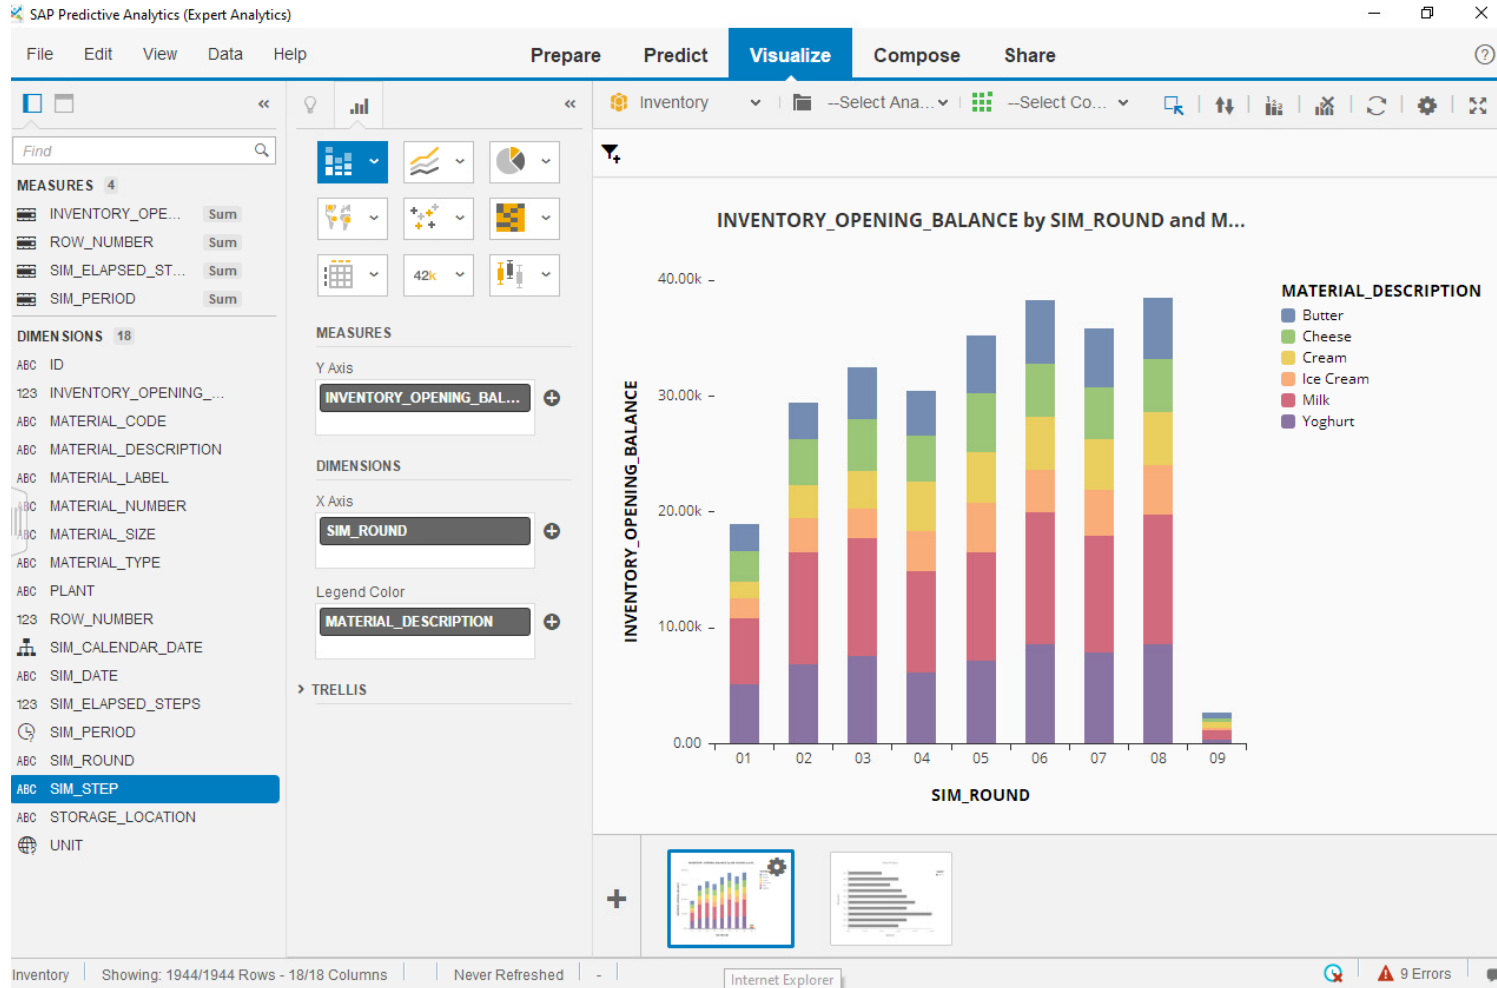 SAP Predictive Analytics (Expert Analytics)
File Edit View Data Help Prepare Predict Visualize Compose Share
Inventory --Select Ana... --Select Co...
Find
MEASURES 4
INVENTORY_OPE... Sum
ROW_NUMBER Sum
SIM_ELAPSED_ST... Sum
SIM_PERIOD Sum
DIMENSIONS 18
ABC ID
123 INVENTORY_OPENING_...
ABC MATERIAL_CODE
ABC MATERIAL_DESCRIPTION
ABC MATERIAL_LABEL
ABC MATERIAL_NUMBER
ABC MATERIAL_SIZE
ABC MATERIAL_TYPE
ABC PLANT
123 ROW_NUMBER
SIM_CALENDAR_DATE
ABC SIM_DATE
123 SIM_ELAPSED_STEPS
SIM_PERIOD
ABC SIM_ROUND
ABC SIM_STEP
ABC STORAGE_LOCATION
UNIT
42k
MEASURES
Y Axis
INVENTORY_OPENING_BAL...
DIMENSIONS
X Axis
SIM_ROUND
Legend Color
MATERIAL_DESCRIPTION
TRELLIS
INVENTORY_OPENING_BALANCE by SIM_ROUND and M...
INVENTORY_OPENING_BALANCE
40.00k
30.00k
20.00k
10.00k
0.00
01 02 03 04 05 06 07 08 09
SIM_ROUND
MATERIAL_DESCRIPTION
Butter
Cheese
Cream
Ice Cream
Milk
Yoghurt
Inventory Showing: 1944/1944 Rows - 18/18 Columns Never Refreshed - 9 Errors
Internet Explorer